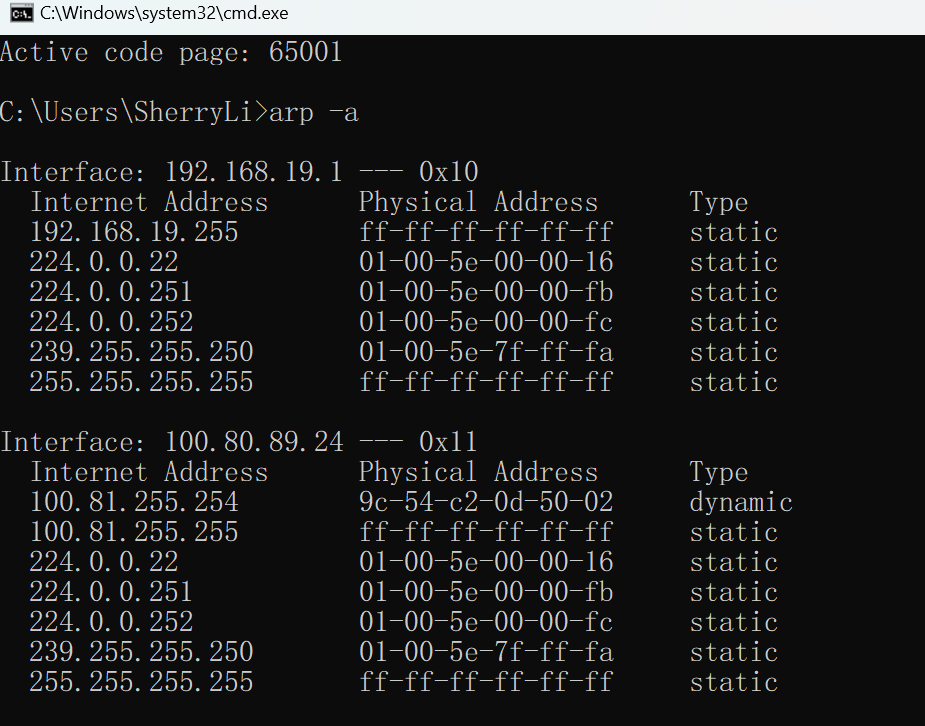 C:\Windows\system32\cmd.exe
Active code page: 65001
C:\Users\SherryLi>arp -a
Interface: 192.168.19.1 --- 0x10
Internet Address Physical Address Type
192.168.19.255 ff-ff-ff-ff-ff-ff static
224.0.0.22 01-00-5e-00-00-16 static
224.0.0.251 01-00-5e-00-00-fb static
224.0.0.252 01-00-5e-00-00-fc static
239.255.255.250 01-00-5e-7f-ff-fa static
255.255.255.255 ff-ff-ff-ff-ff-ff static
Interface: 100.80.89.24 --- 0x11
Internet Address Physical Address Type
100.81.255.254 9c-54-c2-0d-50-02 dynamic
100.81.255.255 ff-ff-ff-ff-ff-ff static
224.0.0.22 01-00-5e-00-00-16 static
224.0.0.251 01-00-5e-00-00-fb static
224.0.0.252 01-00-5e-00-00-fc static
239.255.255.250 01-00-5e-7f-ff-fa static
255.255.255.255 ff-ff-ff-ff-ff-ff static